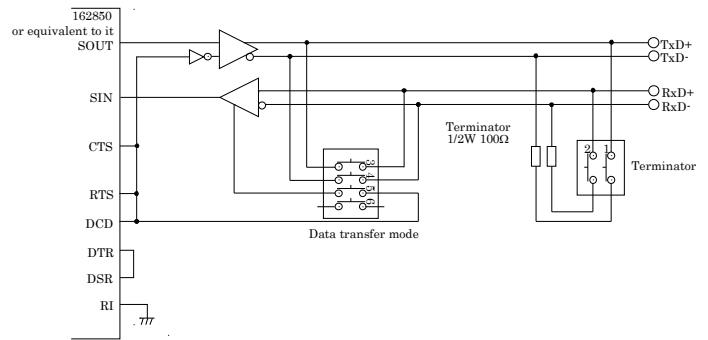 162850
or equivalent to it
SOUT
TxD+
TxD-
RxD+
SIN
RxD-
Terminator
1/2W 100Ω
CTS
2 1
3
4
5
6
Terminator
RTS
DCD
Data transfer mode
DTR
DSR
RI